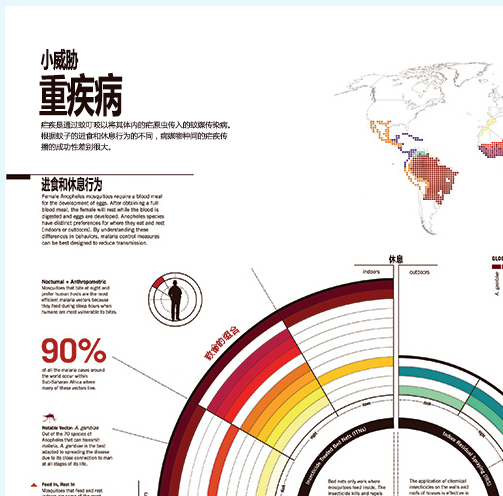 小威胁
重疾病
疟疾是通过蚊叮咬以将其体内的疟原虫传入的蚊媒传染病。
根据蚊子的进食和休息行为的不同，病媒物种间的疟疾传
播的成功性差别很大。
进食和休息行为
Female Anopheles mosquitoes require a blood meal
for the development of eggs. After obtaining a full
blood meal, the female will rest while the blood is
digested and eggs are developed. Anopheles species
have distinct preferences for where they eat and rest
(indoors or outdoors). By understanding these
differences in behaviors, malaria control measures
can be best designed to reduce transmission.
休息
indoors
outdoors
GLO
A. gambiae
Nocturnal + Anthropometric
Mosquitoes that bite at night and
prefer human hosts are the most
efficient malaria vectors because
they feed during sleep hours when
humans are most vulnerable to bites.
的组合
90%
of all the malaria cases around
the world occur within
Sub-Saharan Africa where
many of these vectors live.
Notable Vector: A. gambiae
Out of the 70 species of
Anopheles that can transmit
malaria, A. gambiae is the best
adapted to spreading the disease
due to its close connection to man
at all stages of its life.
Feed In, Rest In
Mosquitoes that feed and rest
Insecticide Treated Bed Nets (ITNs)
Indoor Residual Spraying (IRS)
Bed nets only work where
mosquitoes feed inside. The
insecticide kills and repels
The application of chemical
insecticides on the walls and
roofs of houses is effective in